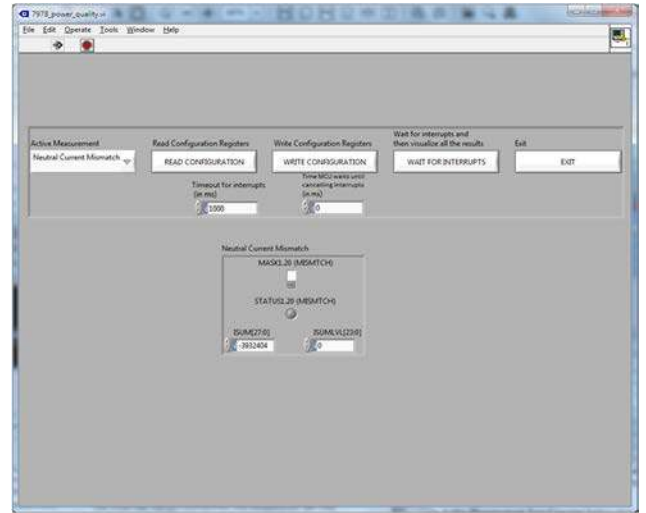 7978_power_quality.vi
File Edit Operate Tools Window Help
Active Measurement
Neutral Current Mismatch
Read Configuration Registers
READ CONFIGURATION
Write Configuration Registers
WRITE CONFIGURATION
Wait for interrupts and
then visualize all the results
WAIT FOR INTERRUPTS
Exit
EXIT
Timeout for interrupts
(in ms)
1000
Time MCU waits until
cancelling interrupts
(in ms)
0
Neutral Current Mismatch
MASK1.20 (MISMTCH)
STATUS1.20 (MISMTCH)
ISUM[27:0]
-3932404
ISUMLVL[23:0]
0